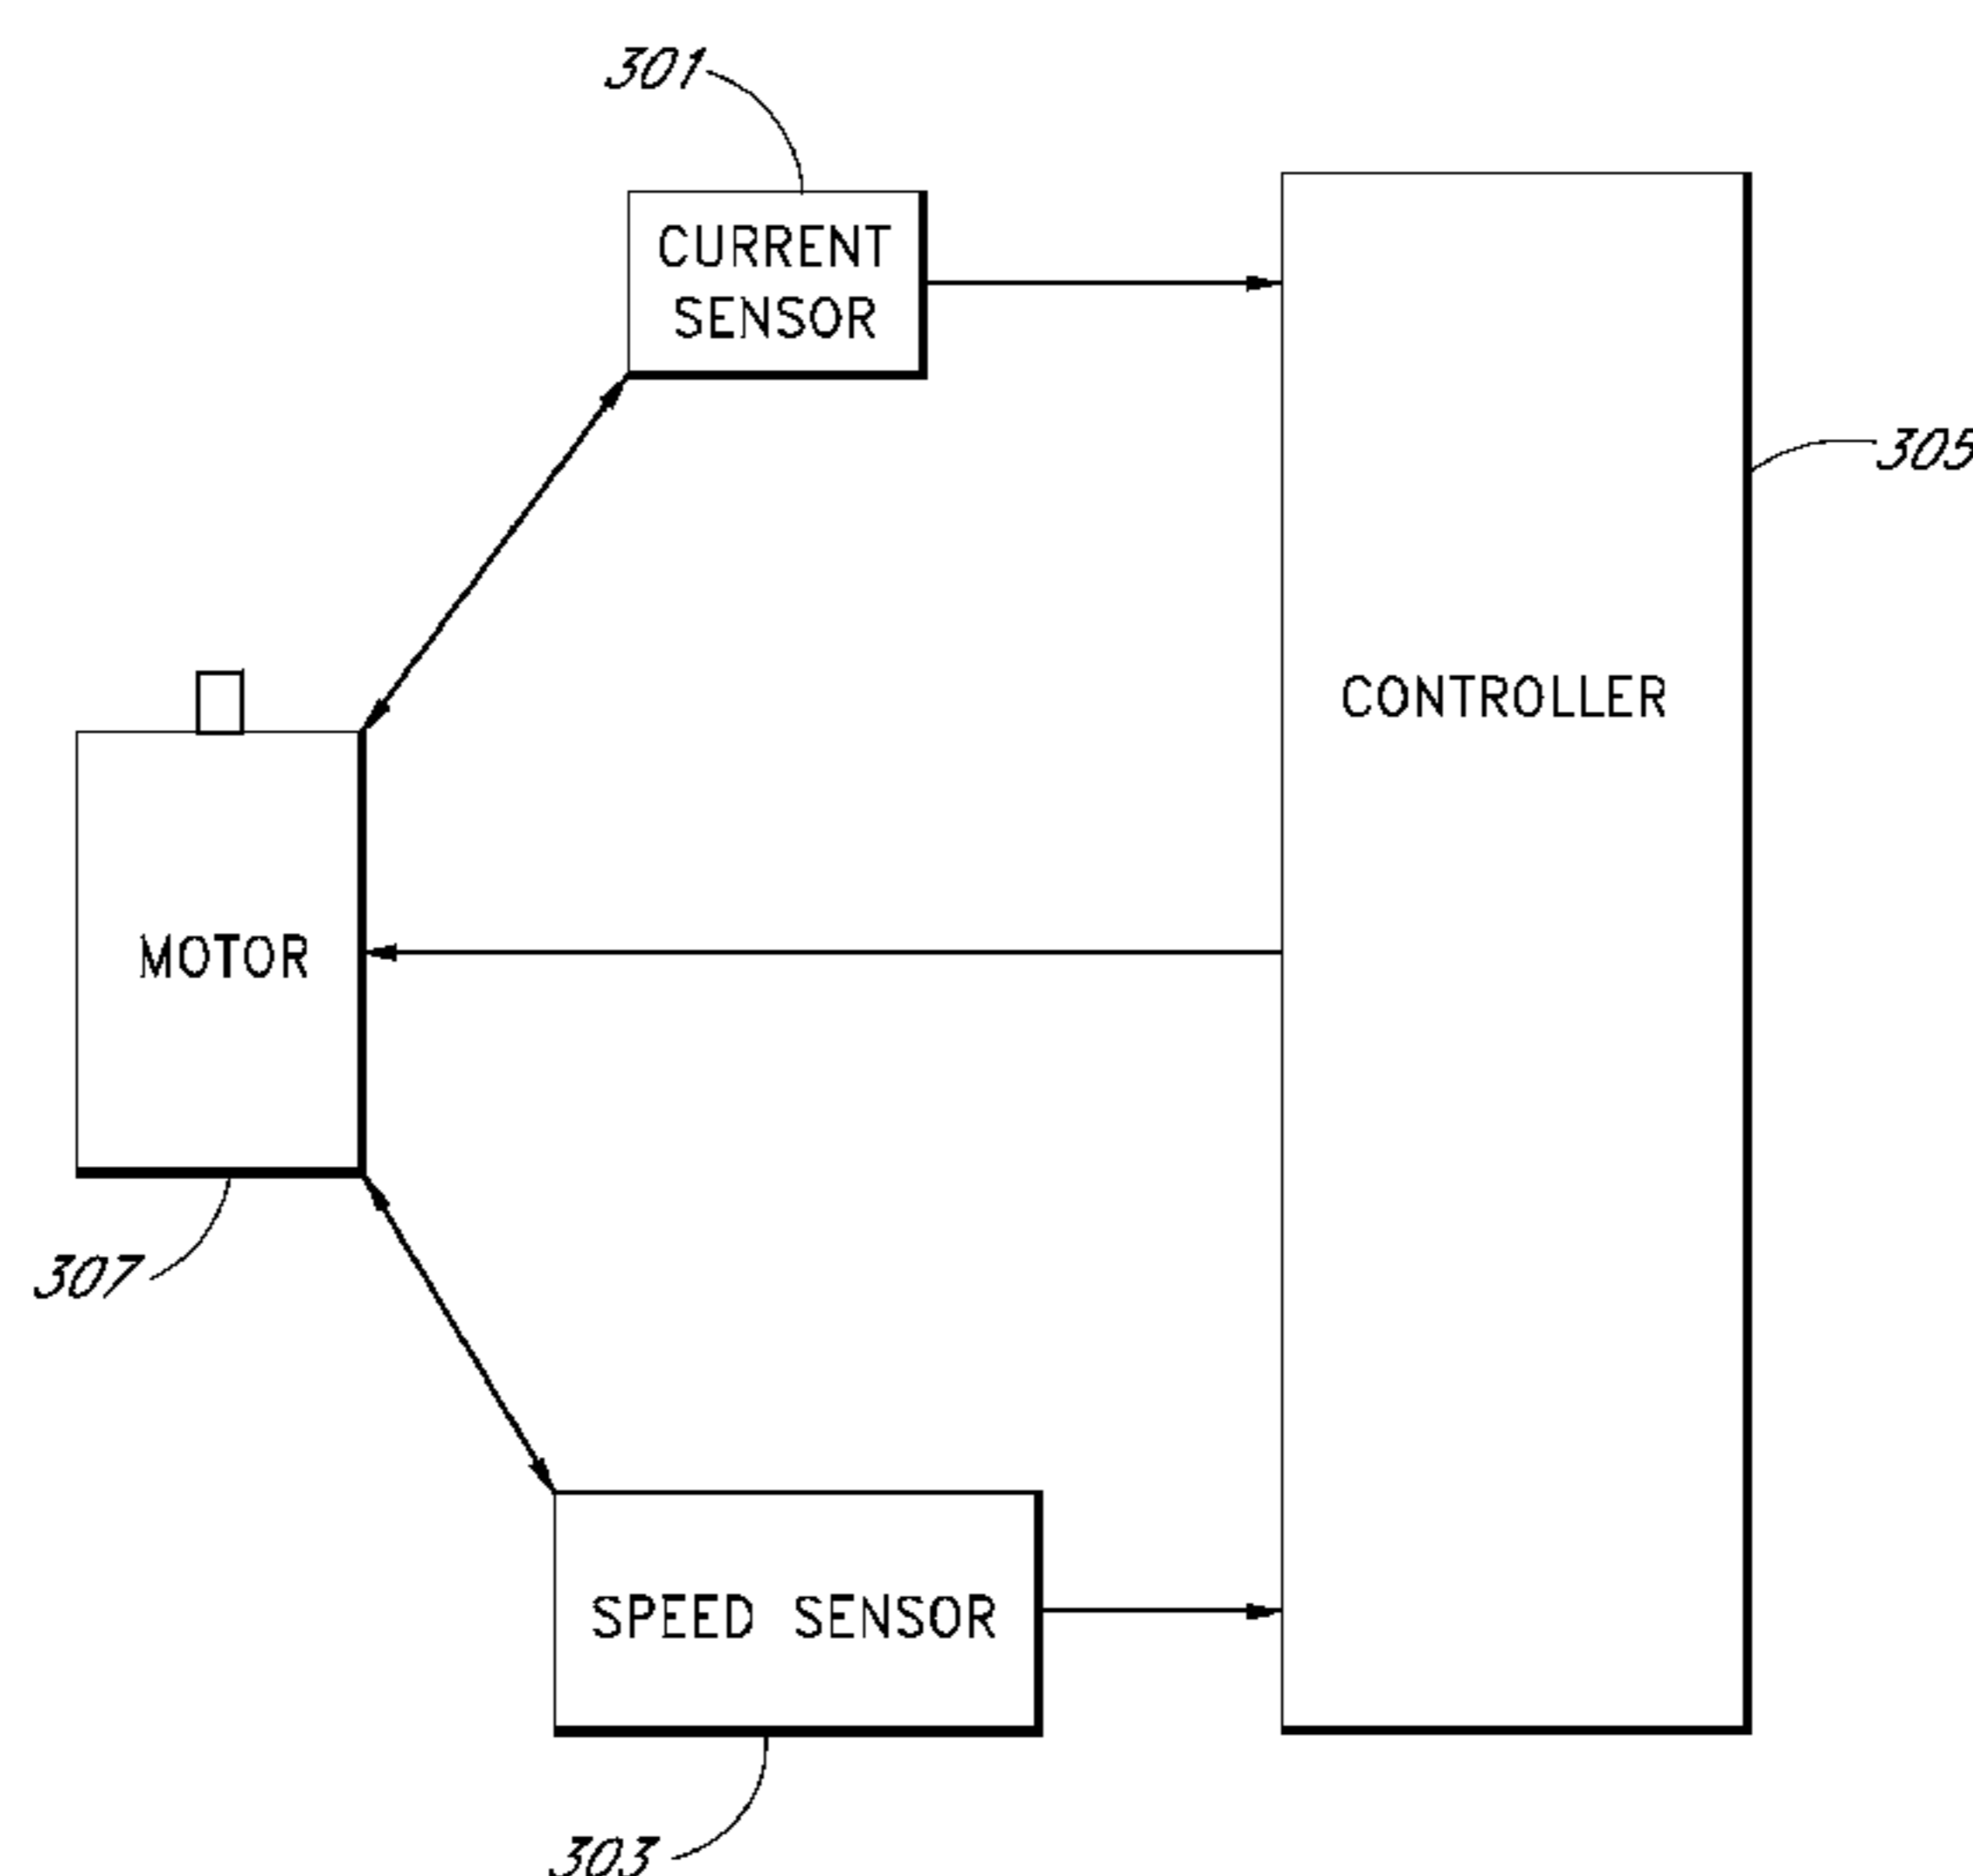 301
CURRENT
SENSOR
305
CONTROLLER
MOTOR
307
SPEED SENSOR
303